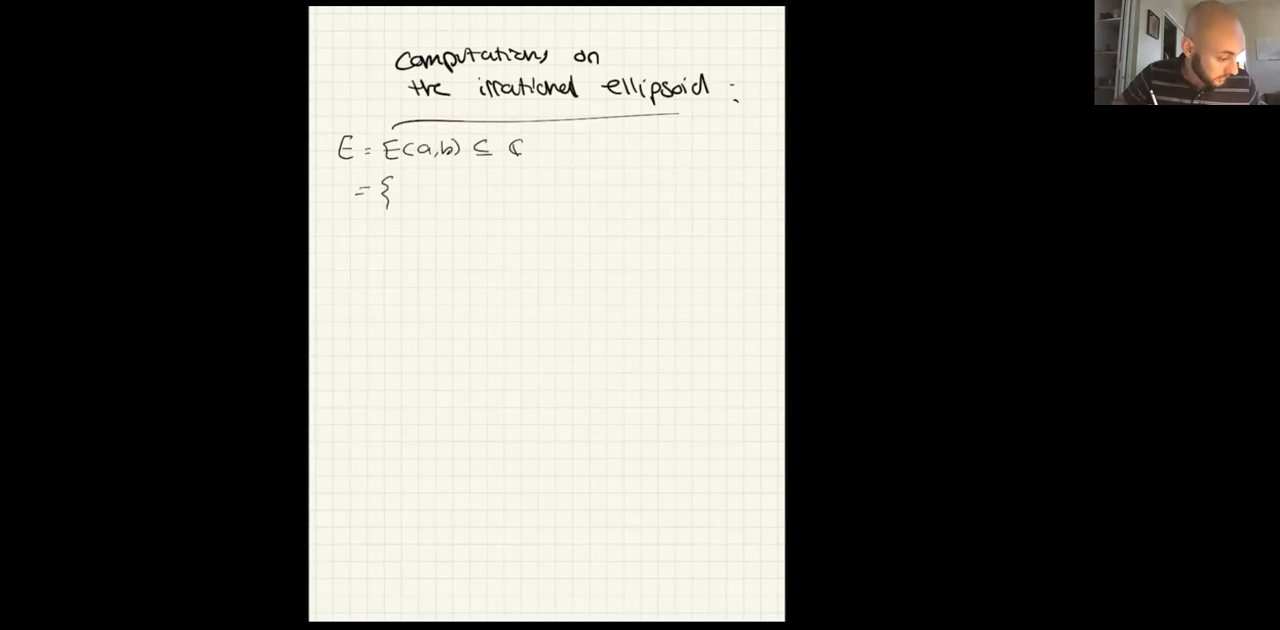 Computations on
the irrational ellipsoid :
E = E(a,b) ⊆ ℂ
= {